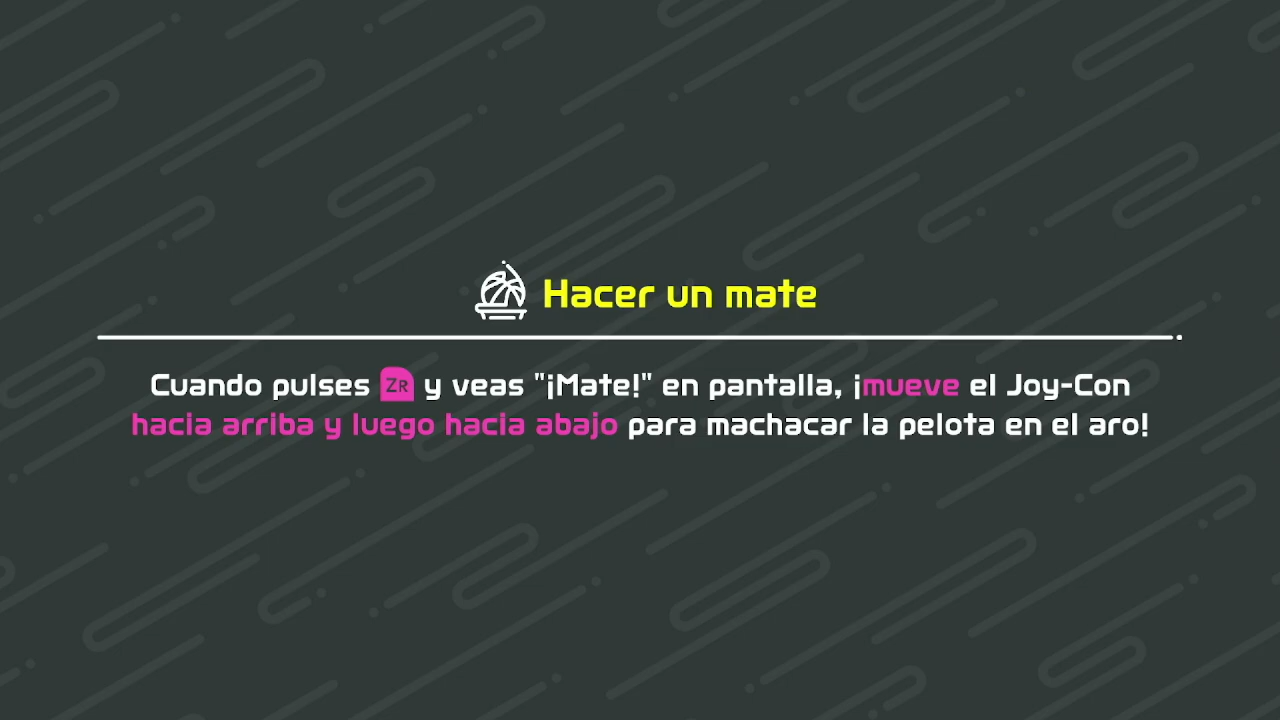 Hacer un mate
Cuando pulses ZR y veas "¡Mate!" en pantalla, ¡mueve el Joy-Con
hacia arriba y luego hacia abajo para machacar la pelota en el aro!